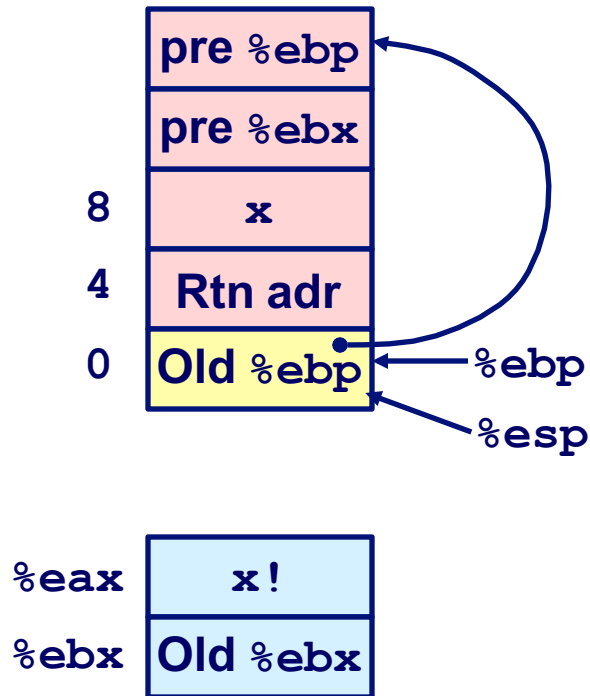 pre %ebp
pre %ebx
8 x
4 Rtn adr
0 Old %ebp %ebp
%esp
%eax x!
%ebx Old %ebx